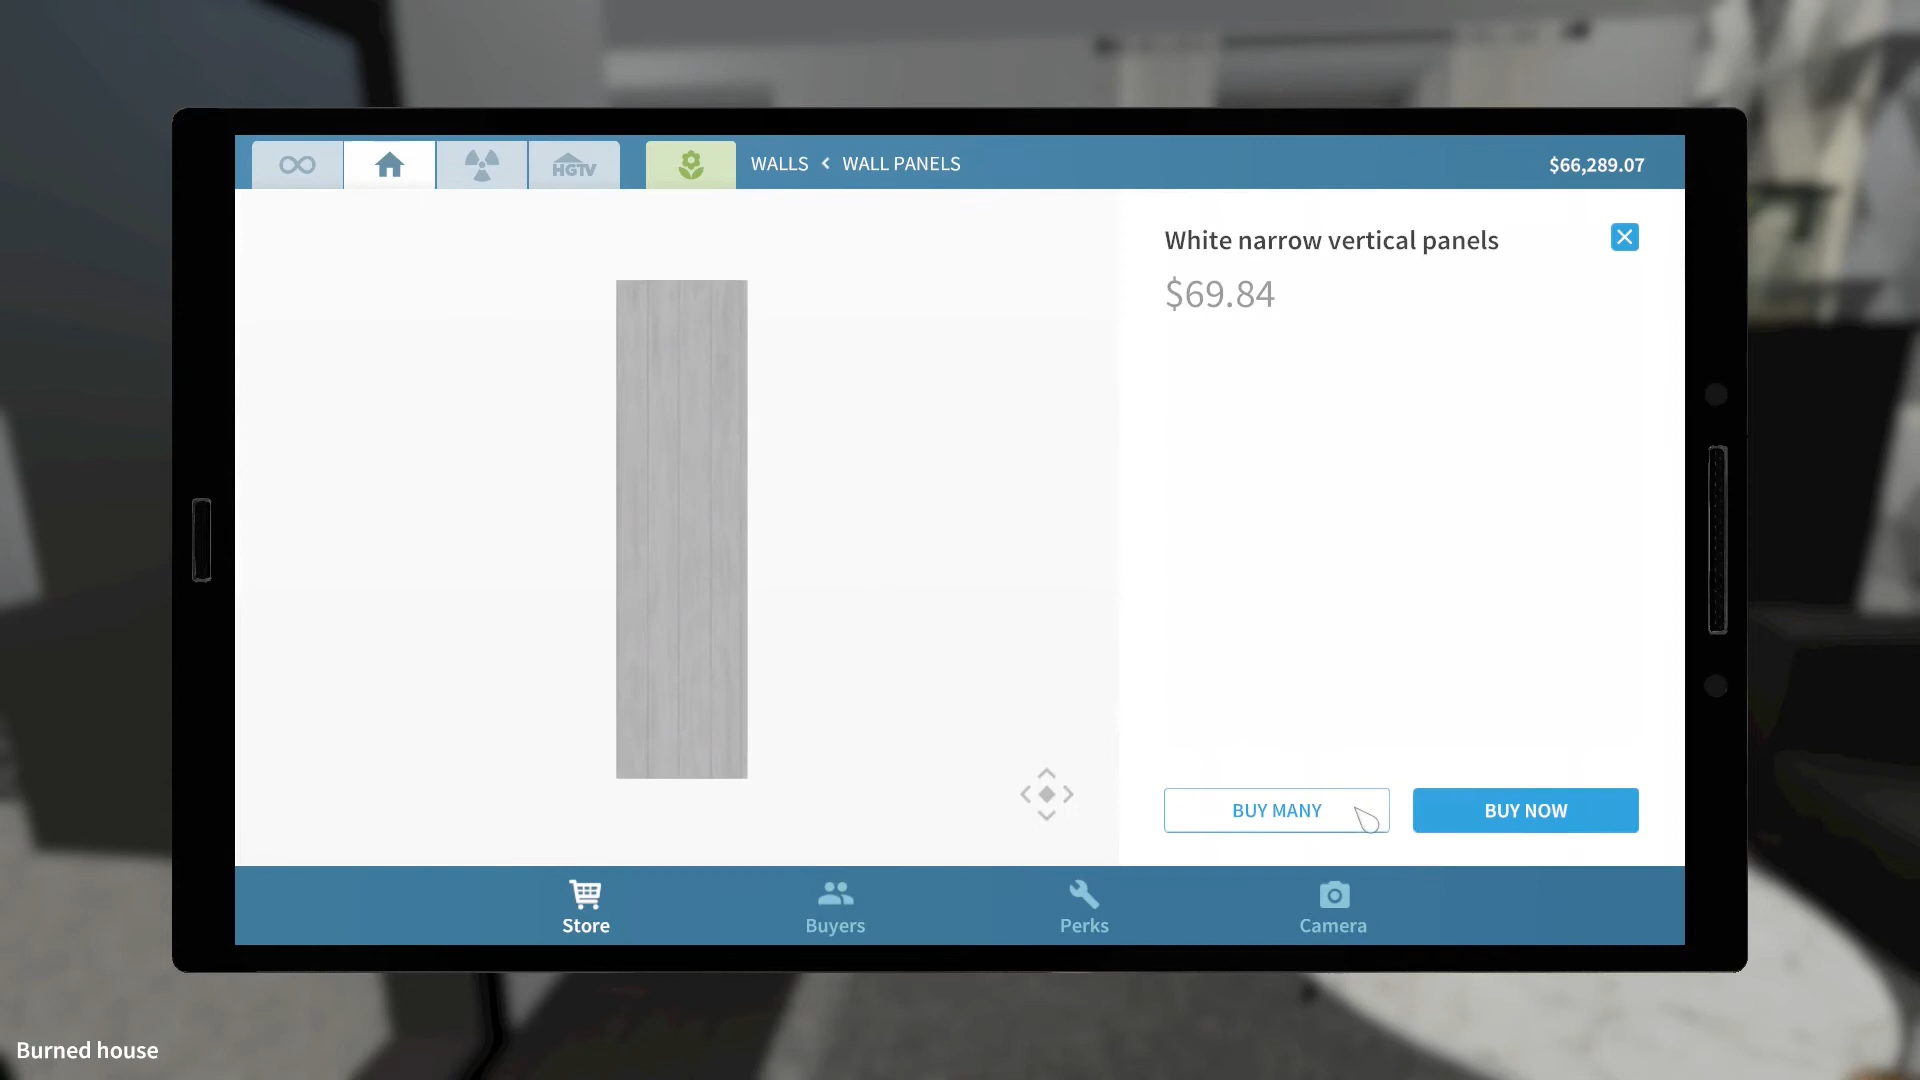 HGTV
WALLS < WALL PANELS
$66,289.07
White narrow vertical panels
$69.84
BUY MANY
BUY NOW
Store
Buyers
Perks
Camera
Burned house